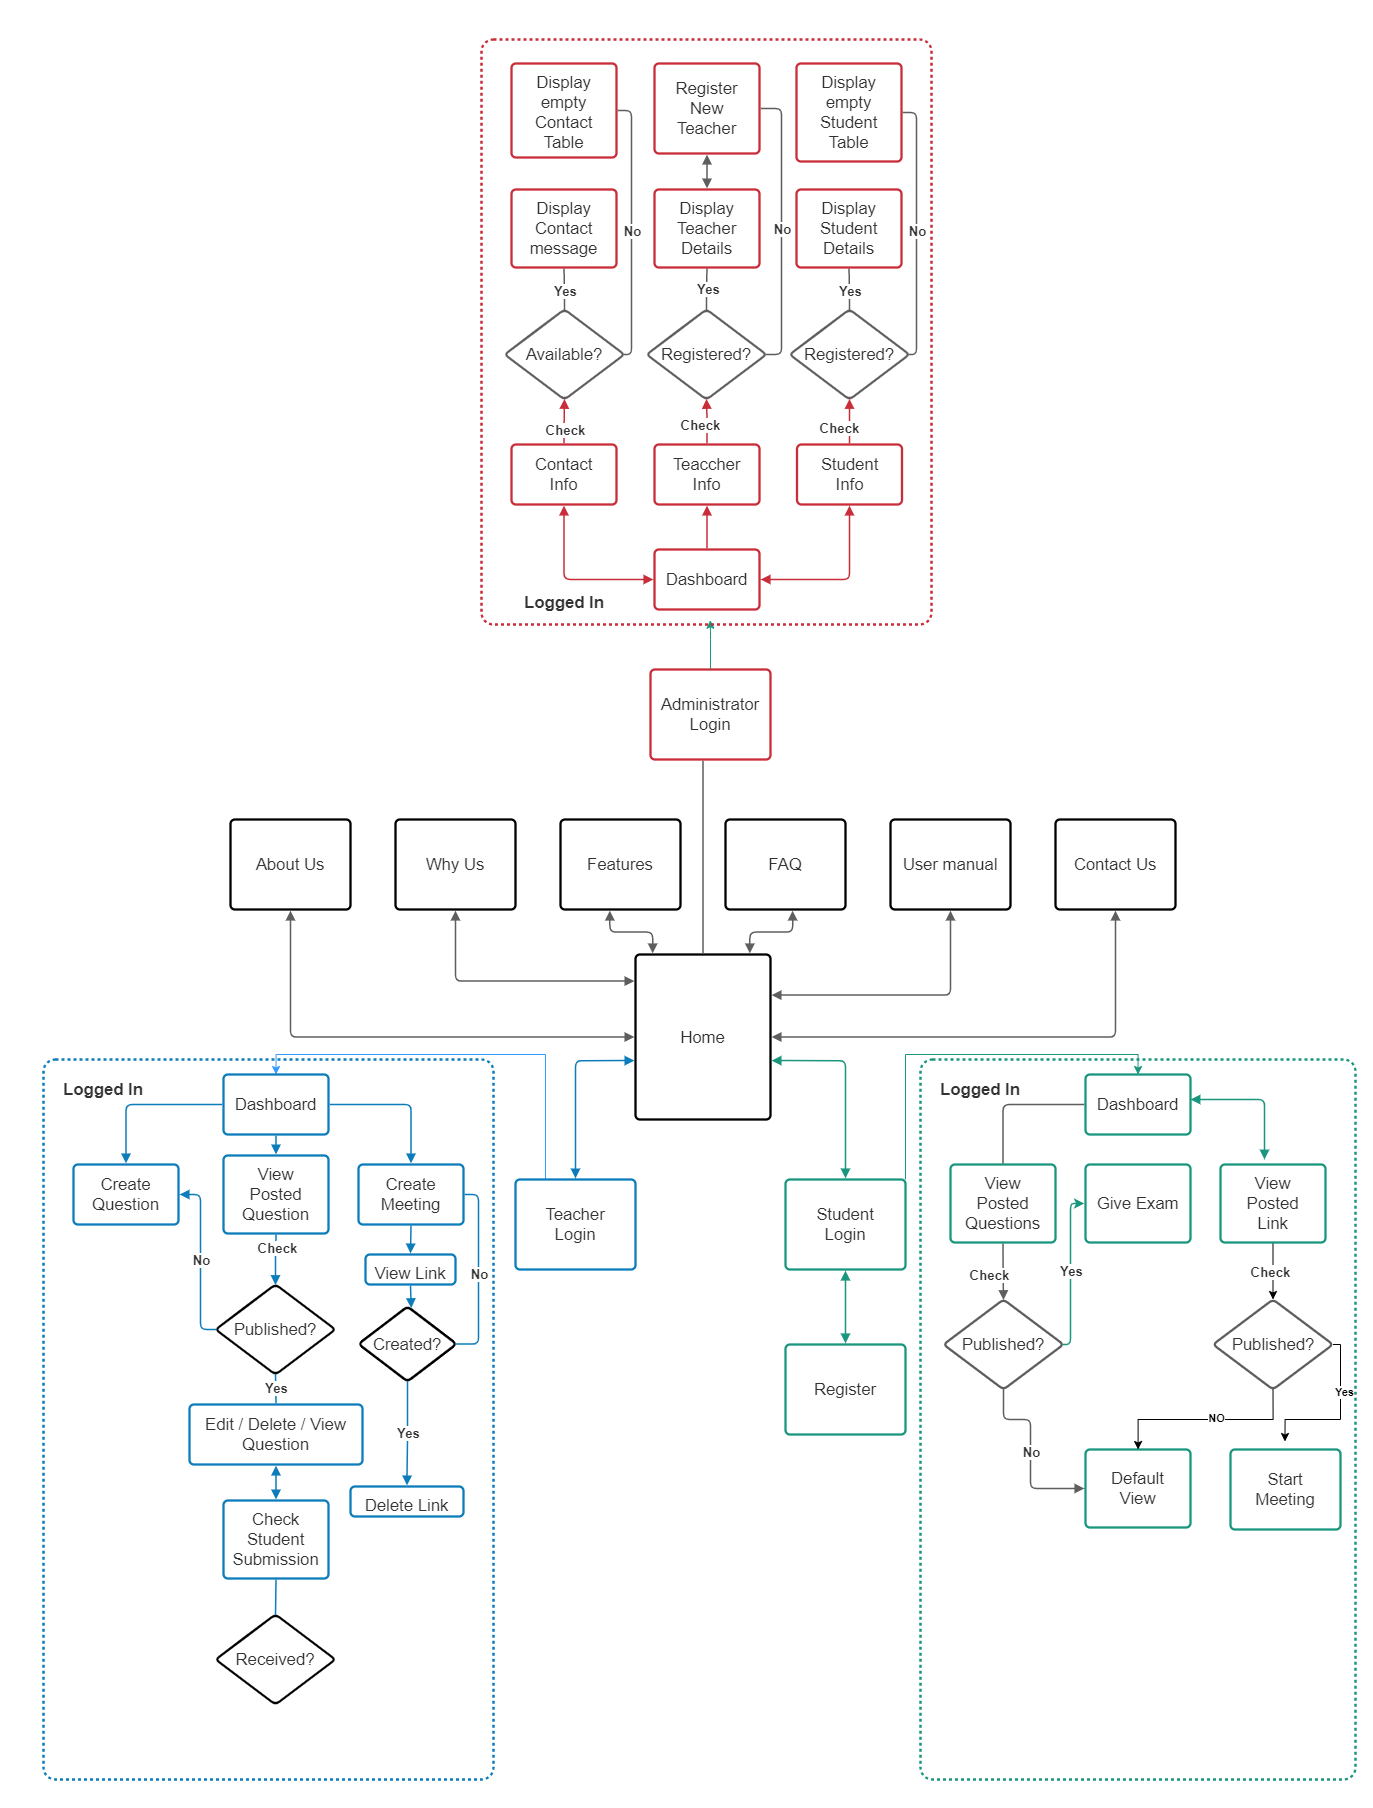 Display
empty
Contact
Table
Register
New
Teacher
Display
empty
Student
Table
Display
Contact
message
Display
Teacher
Details
Display
Student
Details
No
No
No
Yes
Yes
Yes
Available?
Registered?
Registered?
Check
Check
Check
Contact
Info
Teaccher
Info
Student
Info
Dashboard
Logged In
Administrator
Login
About Us
Why Us
Features
FAQ
User manual
Contact Us
Home
Logged In
Dashboard
Create
Question
View
Posted
Question
Create
Meeting
Check
No
View Link
No
Published?
Created?
Yes
Edit / Delete / View
Question
Yes
Check
Student
Submission
Delete Link
Received?
Teacher
Login
Student
Login
Register
Logged In
Dashboard
View
Posted
Questions
Give Exam
View
Posted
Link
Check
Yes
Check
Published?
Published?
Yes
NO
No
Default
View
Start
Meeting